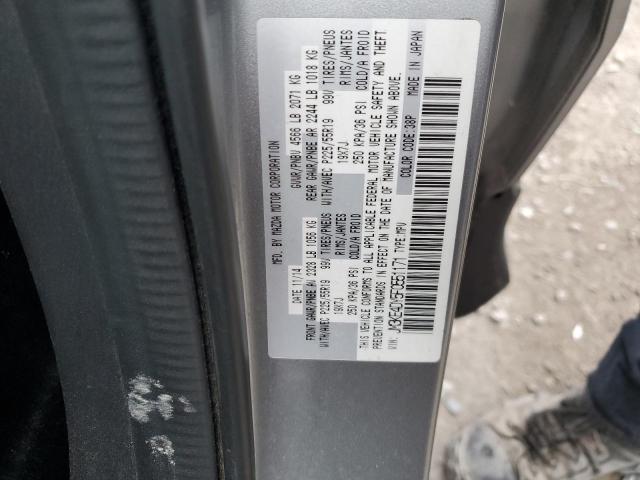 MFD. BY MAZDA MOTOR CORPORATION
DATE: 11/14 GVWR/PNBV 4566 LB 2071 KG
FRONT GAWR/PNBE AV 2328 LB 1056 KG REAR GAWR/PNBE AR 2244 LB 1018 KG
WITH/AVEC P225/55R19 99V TIRES/PNEUS WITH/AVEC P225/55R19 99V TIRES/PNEUS
19X7J RIMS/JANTES 19X7J RIMS/JANTES
250 KPA/36 PSI COLD/A FROID 250 KPA/36 PSI COLD/A FROID
THIS VEHICLE CONFORMS TO ALL APPLICABLE FEDERAL MOTOR VEHICLE SAFETY AND THEFT
PREVENTION STANDARDS IN EFFECT ON THE DATE OF MANUFACTURE SHOWN ABOVE.
VIN: TYPE:MPV COLOR CODE:38P
MADE IN JAPAN